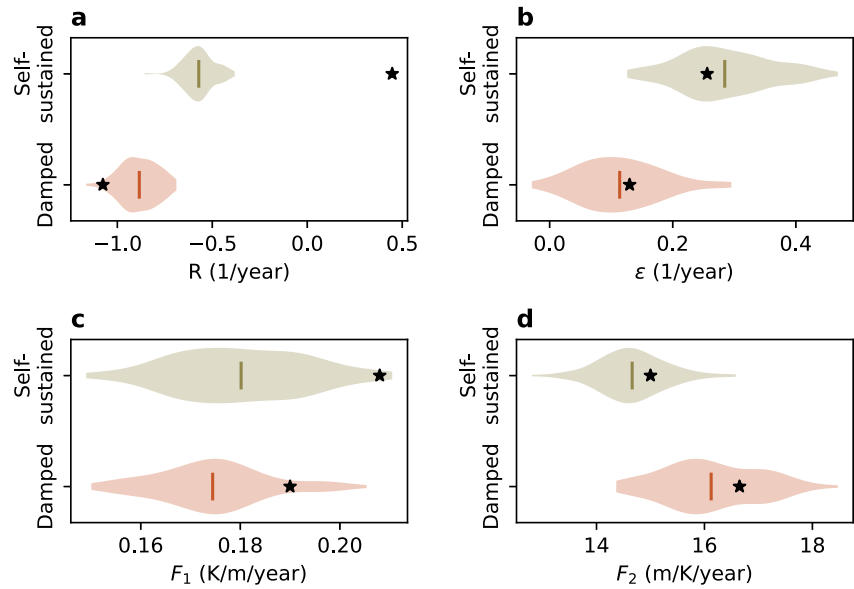 a
Self-
sustained
Damped
−1.0
−0.5
0.0
0.5
R (1/year)
b
Self-
sustained
Damped
0.0
0.2
0.4
ε (1/year)
c
Self-
sustained
Damped
0.16
0.18
0.20
F₁ (K/m/year)
d
Self-
sustained
Damped
14
16
18
F₂ (m/K/year)